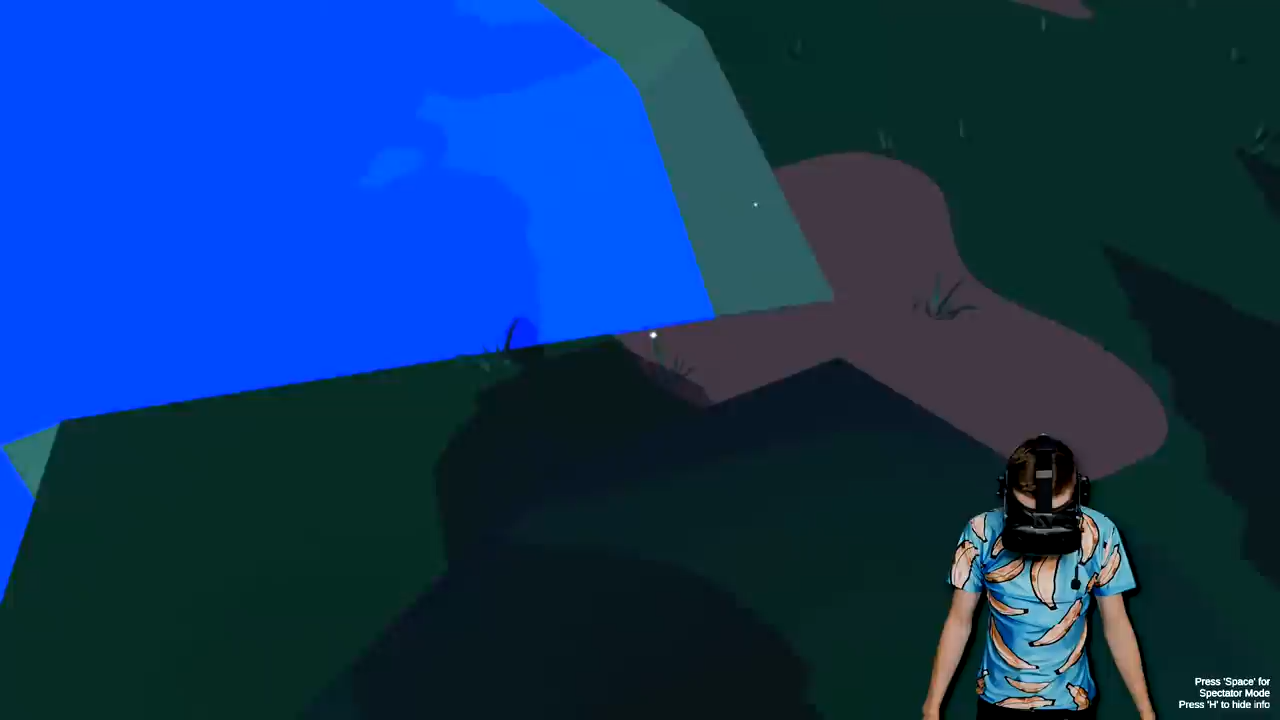 Press 'Space' for
Spectator Mode
Press 'H' to hide info